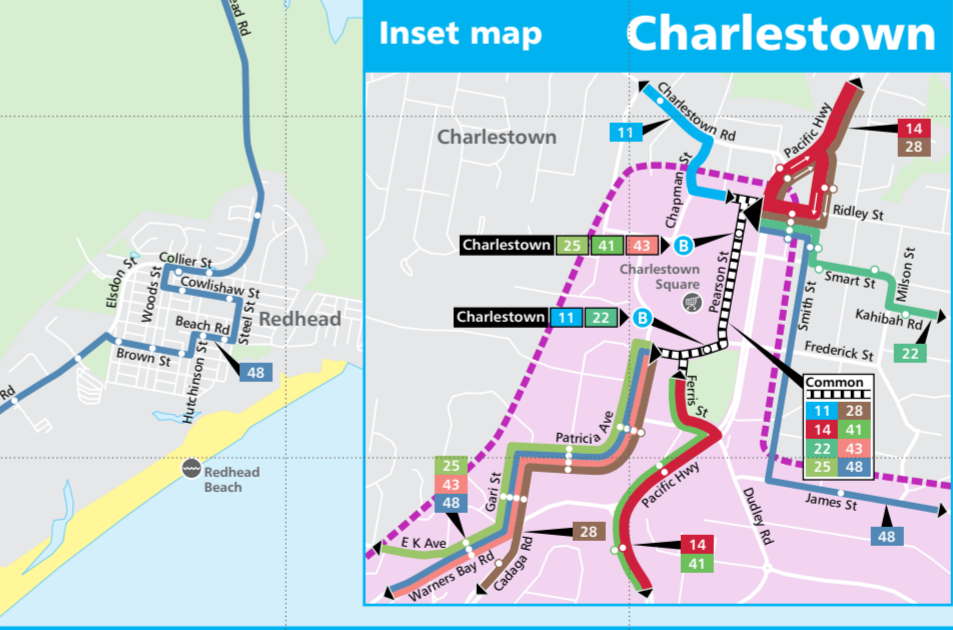 ead Rd
Collier St
Cowlishaw St
Elsdon St
Woods St
Steel St
Beach Rd
Redhead
Brown St
Hutchinson St
48
Rd
Redhead
Beach
Inset map
Charlestown
Charlestown
Charlestown Rd
11
Chapman St
Pacific Hwy
14
28
Ridley St
Charlestown 25 41 43 B
Charlestown
Square
Pearson St
Smith St
Smart St
Milson St
Kahibah Rd
22
Charlestown 11 22 B
Frederick St
Common
11 28
14 41
22 43
25 48
Ferris St
Patricia Ave
25
43
48
Gari St
E K Ave
Warners Bay Rd
Cadaga Rd
28
Pacific Hwy
14
41
Dudley Rd
James St
48